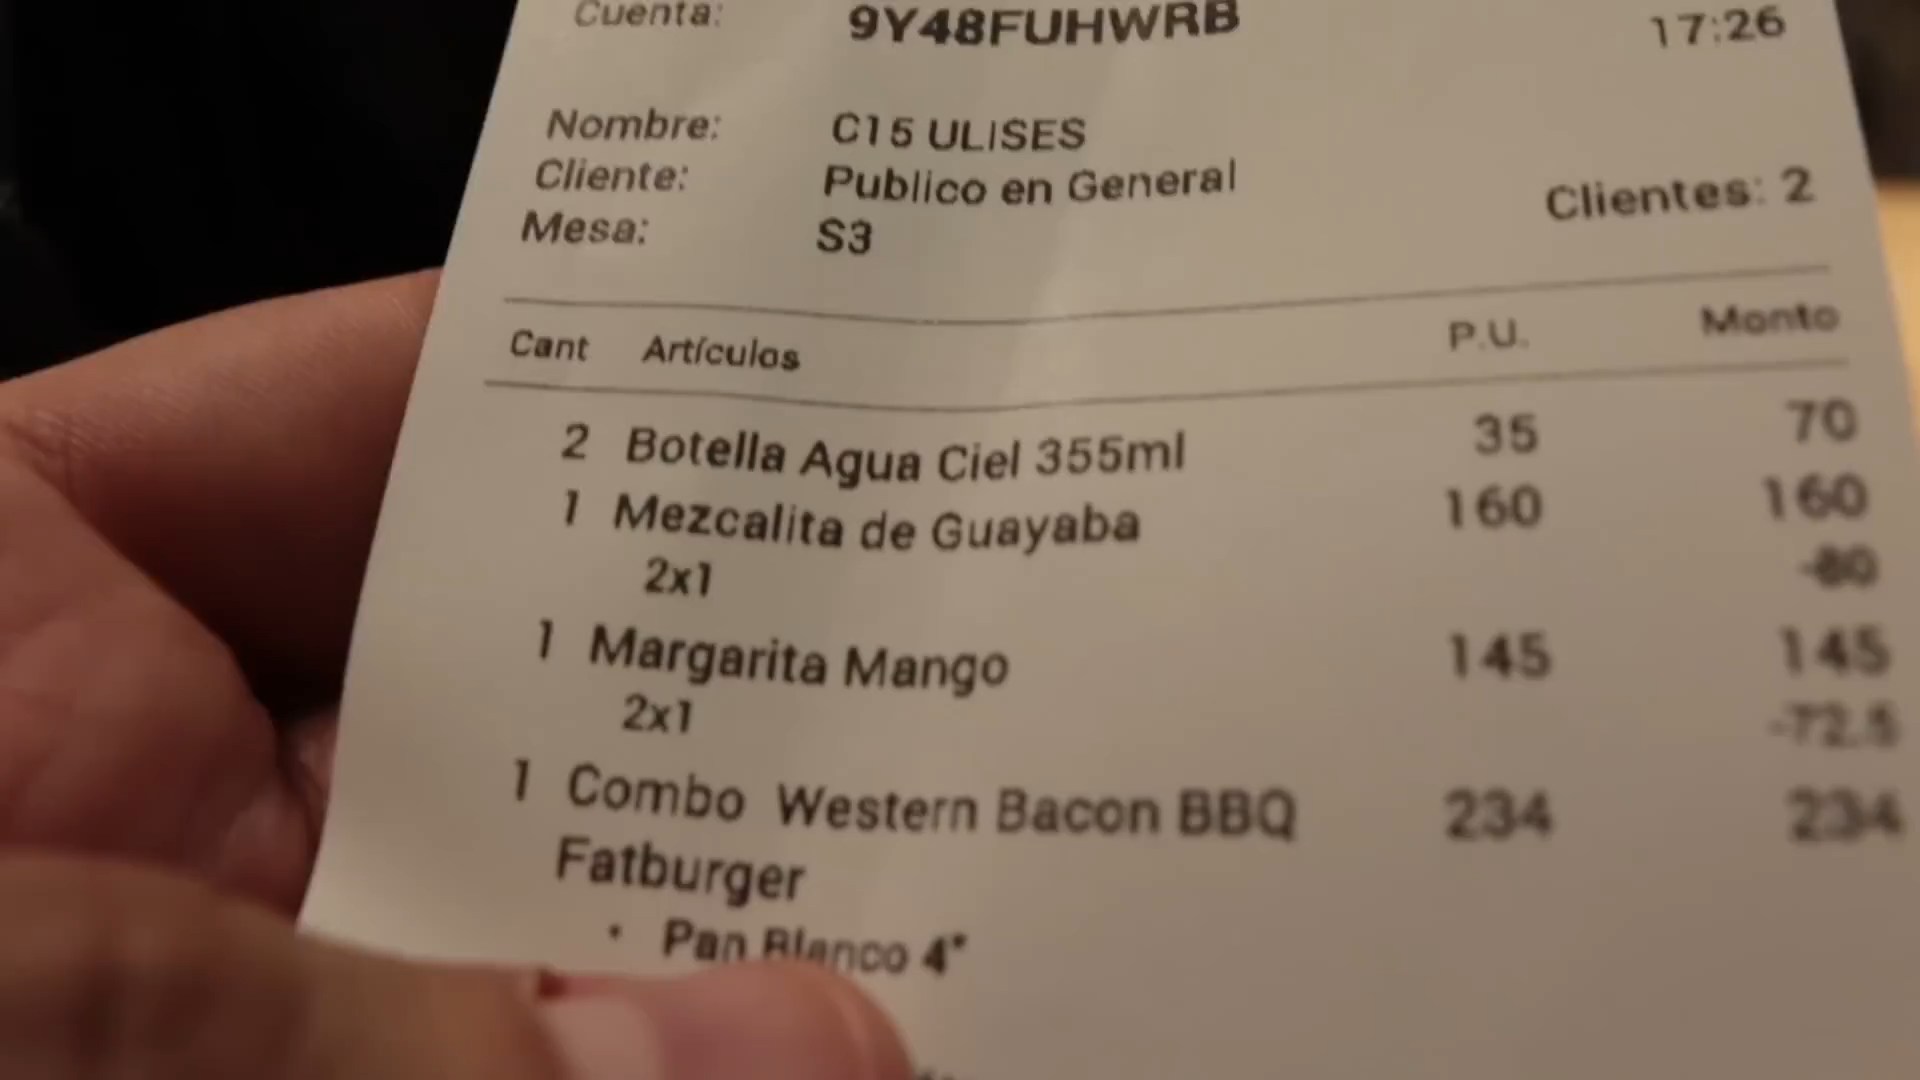 Cuenta: 9Y48FUHWRB 17:26
Nombre: C15 ULISES
Cliente: Publico en General Clientes: 2
Mesa: S3
Cant Artículos P.U. Monto
2 Botella Agua Ciel 355ml 35 70
1 Mezcalita de Guayaba 160 160
2x1 -80
1 Margarita Mango 145 145
2x1 -72.5
1 Combo Western Bacon BBQ 234 234
Fatburger
• Pan Blanco 4"